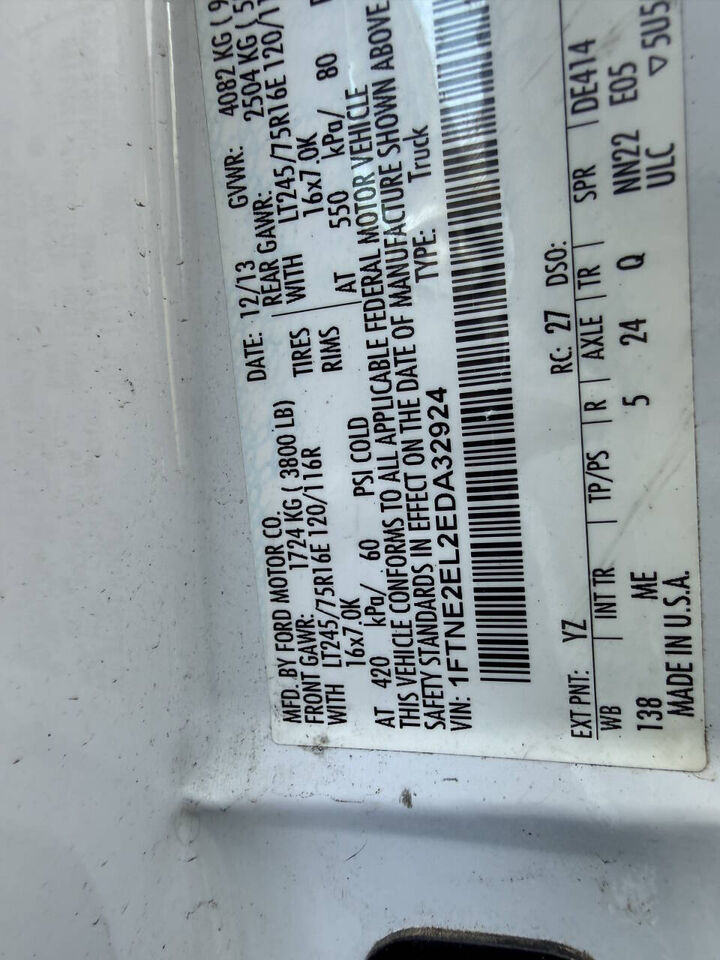 MFD. BY FORD MOTOR CO.
DATE: 12/13 GVWR: 4082 KG (
FRONT GAWR: 1724 KG ( 3800 LB) REAR GAWR: 2504 KG (
WITH LT245/75R16E 120/116R TIRES WITH LT245/75R16E
16x7.0K RIMS 16x7.0K
AT 420 kPa/ 60 PSI COLD AT 550 kPa/ 80
THIS VEHICLE CONFORMS TO ALL APPLICABLE FEDERAL MOTOR VEHICLE
SAFETY STANDARDS IN EFFECT ON THE DATE OF MANUFACTURE SHOWN ABOVE
VIN: 1FTNE2EL2EDA32924 TYPE: Truck
EXT PNT: YZ RC: 27 DSO:
WB | INT TR | TP/PS | R | AXLE | TR | SPR | DE414
138 ME 5 24 Q NN22 E05
MADE IN U.S.A. ULC ▽5U5